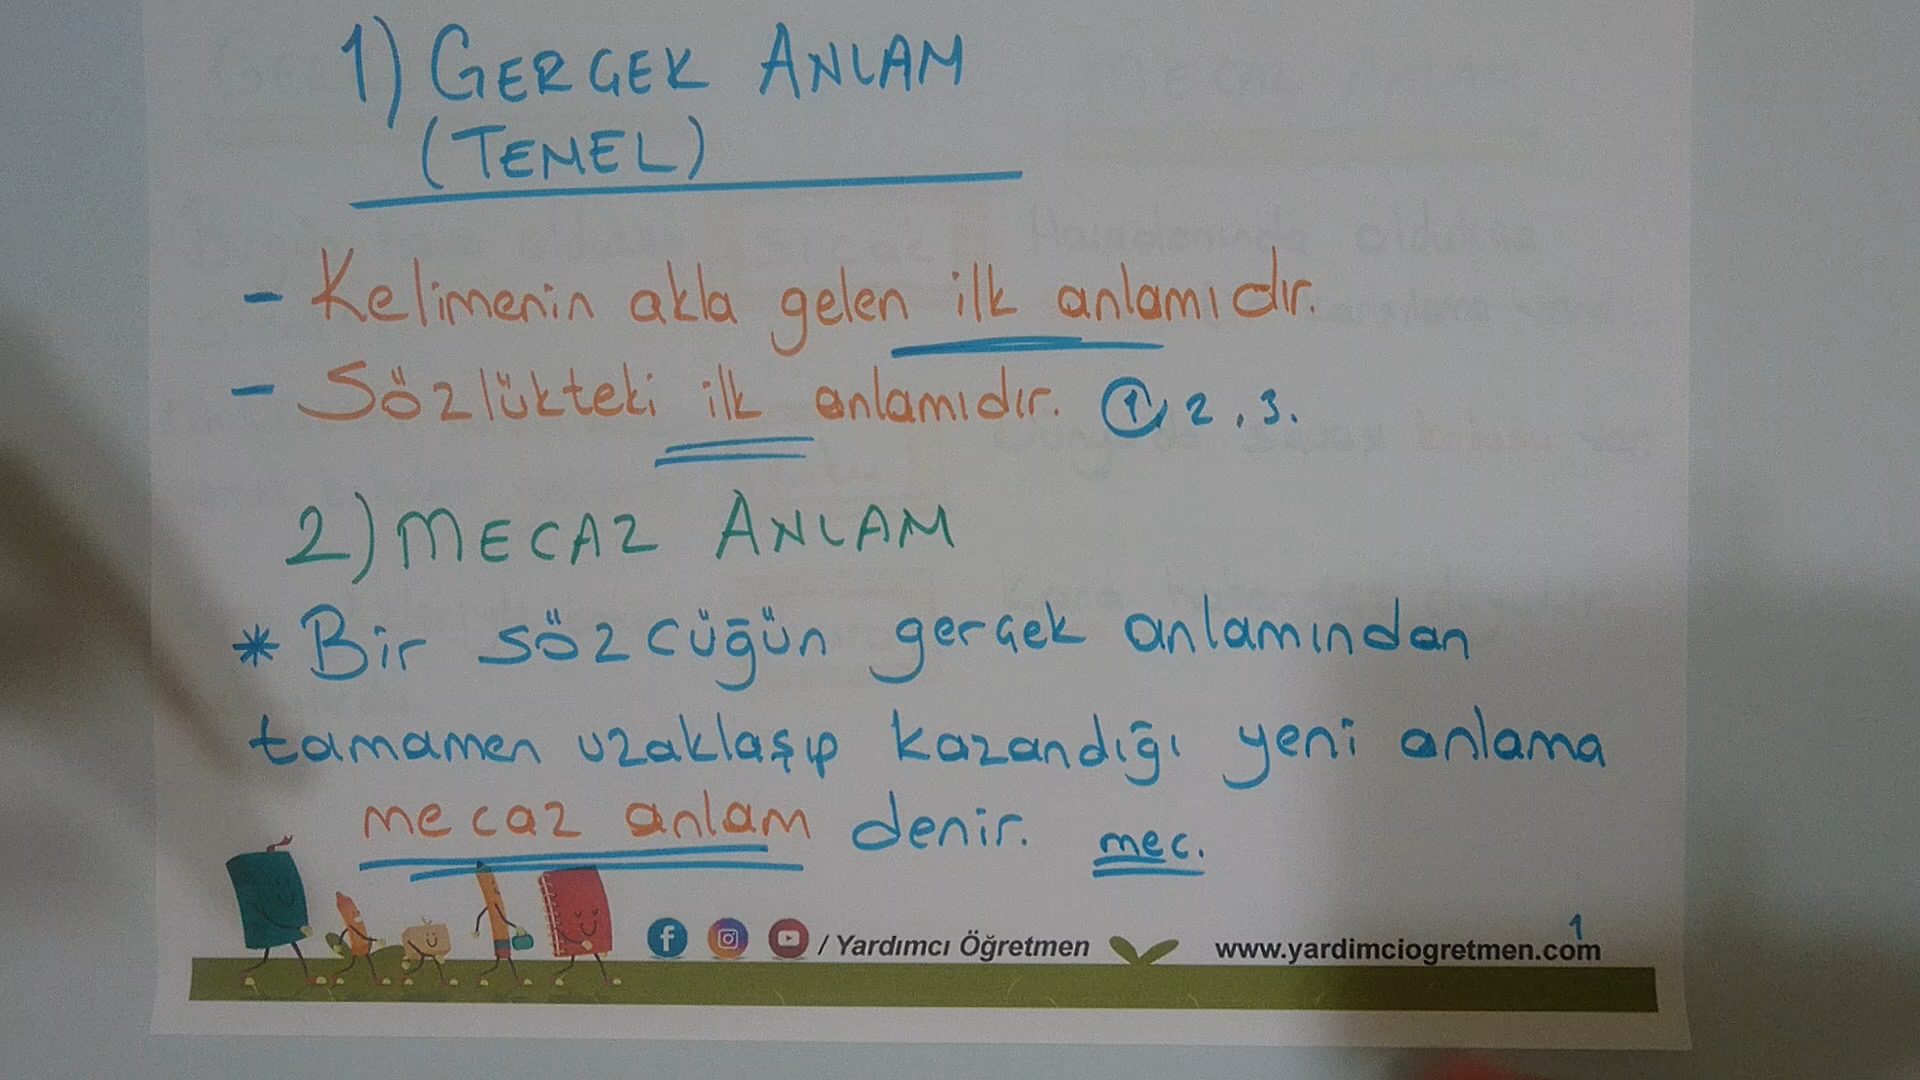 1) GERÇEK ANLAM
(TEMEL)
- Kelimenin akla gelen ilk anlamıdır.
- Sözlükteki ilk anlamıdır. 1, 2, 3.
2) MECAZ ANLAM
* Bir sözcüğün gerçek anlamından
tamamen uzaklaşıp kazandığı yeni anlama
mecaz anlam denir. mec.
/ Yardımcı Öğretmen www.yardimciogretmen.com
1